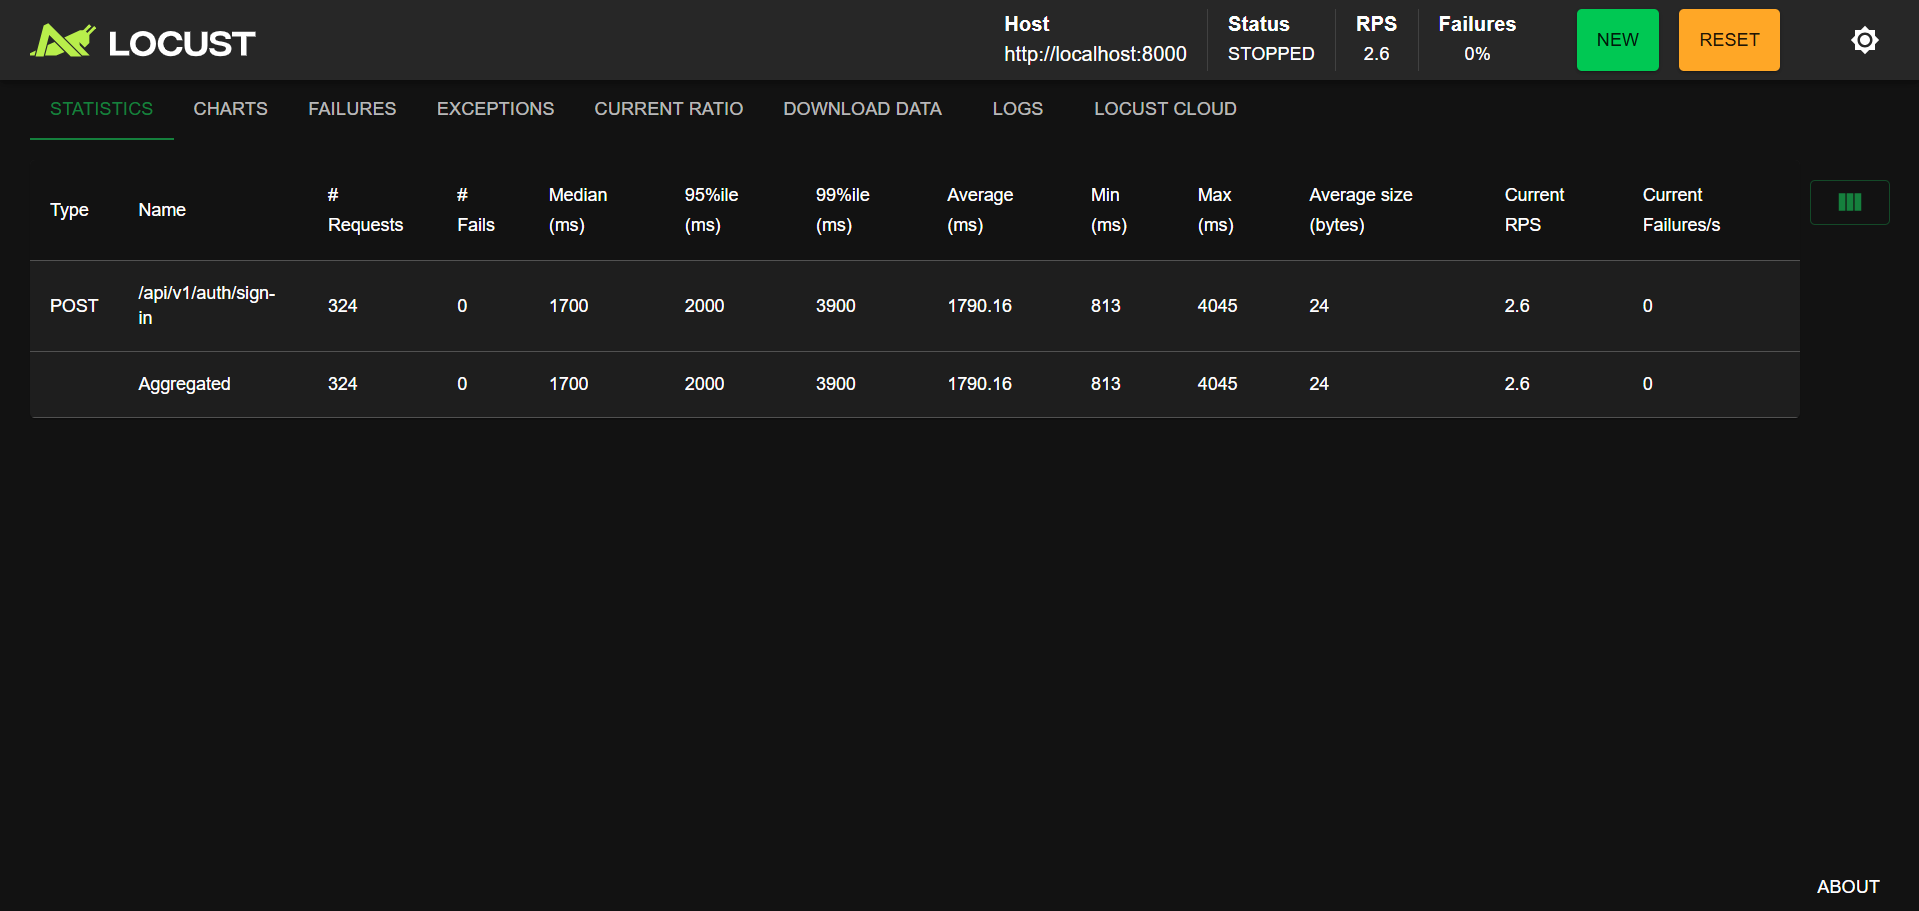 LOCUST
Host
http://localhost:8000
Status
STOPPED
RPS
2.6
Failures
0%
NEW
RESET
STATISTICS CHARTS FAILURES EXCEPTIONS CURRENT RATIO DOWNLOAD DATA LOGS LOCUST CLOUD
Type Name # Requests # Fails Median (ms) 95%ile (ms) 99%ile (ms) Average (ms) Min (ms) Max (ms) Average size (bytes) Current RPS Current Failures/s
POST /api/v1/auth/sign-in 324 0 1700 2000 3900 1790.16 813 4045 24 2.6 0
Aggregated 324 0 1700 2000 3900 1790.16 813 4045 24 2.6 0
ABOUT